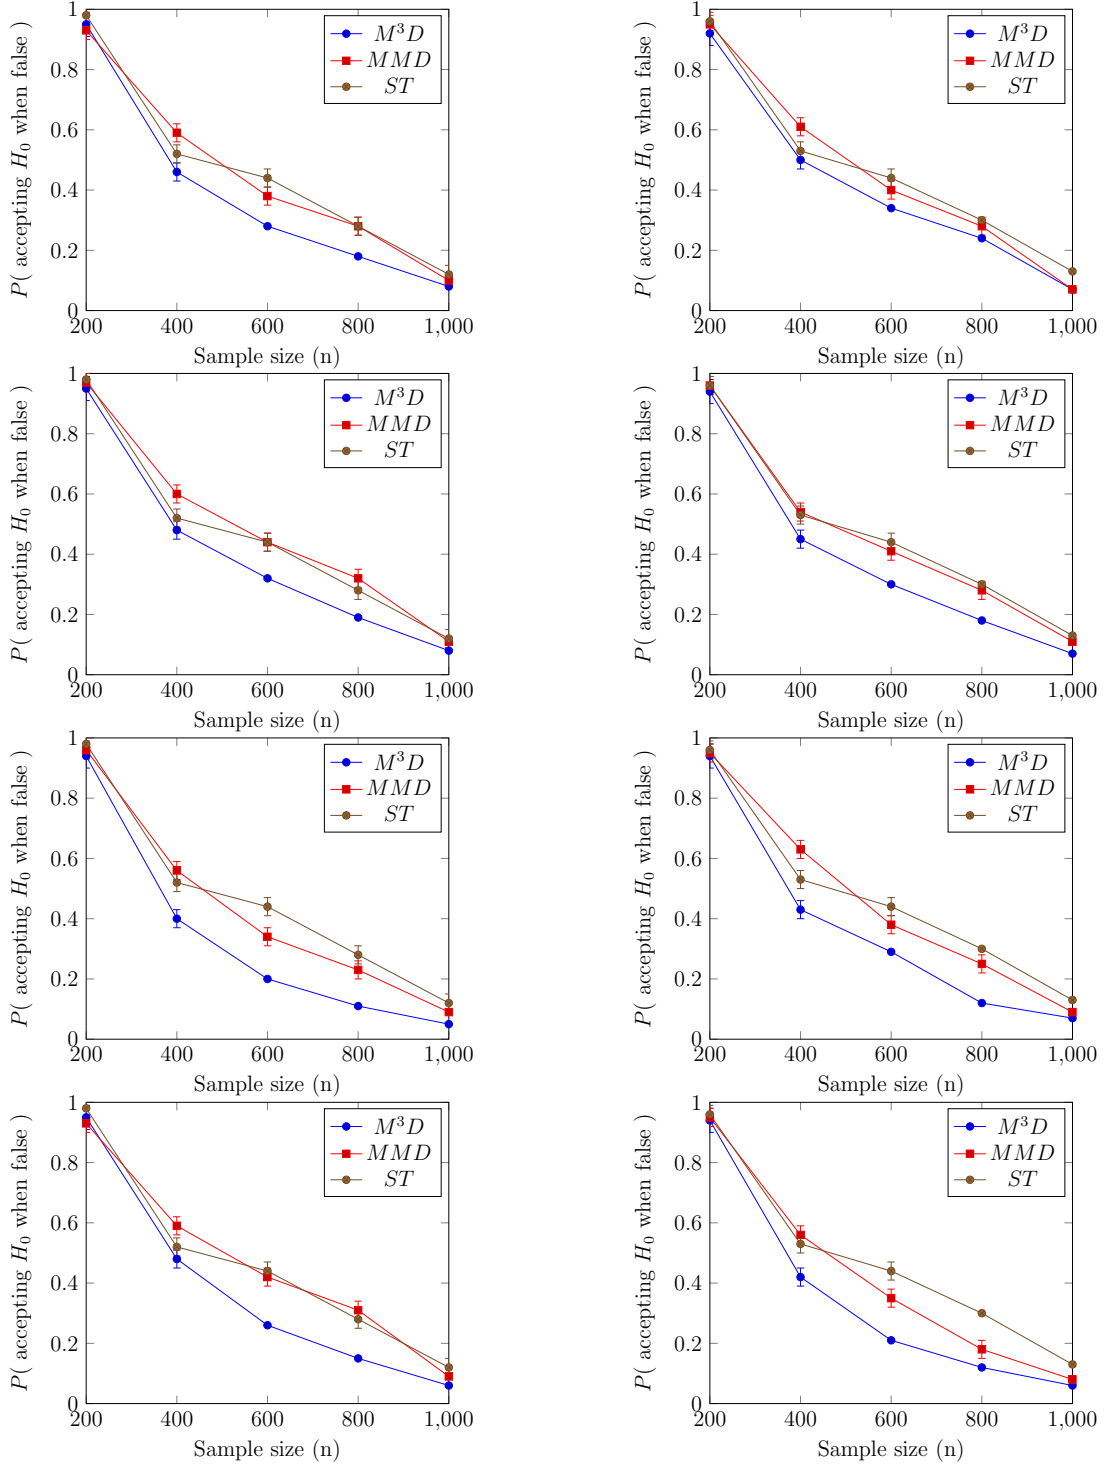 1
0.8
0.6
0.4
0.2
0
200
400
600
800
1,000
Sample size (n)
P( accepting H₀ when false )
M³D
MMD
ST
1
0.8
0.6
0.4
0.2
0
200
400
600
800
1,000
Sample size (n)
P( accepting H₀ when false )
M³D
MMD
ST
1
0.8
0.6
0.4
0.2
0
200
400
600
800
1,000
Sample size (n)
P( accepting H₀ when false )
M³D
MMD
ST
1
0.8
0.6
0.4
0.2
0
200
400
600
800
1,000
Sample size (n)
P( accepting H₀ when false )
M³D
MMD
ST
1
0.8
0.6
0.4
0.2
0
200
400
600
800
1,000
Sample size (n)
P( accepting H₀ when false )
M³D
MMD
ST
1
0.8
0.6
0.4
0.2
0
200
400
600
800
1,000
Sample size (n)
P( accepting H₀ when false )
M³D
MMD
ST
1
0.8
0.6
0.4
0.2
0
200
400
600
800
1,000
Sample size (n)
P( accepting H₀ when false )
M³D
MMD
ST
1
0.8
0.6
0.4
0.2
0
200
400
600
800
1,000
Sample size (n)
P( accepting H₀ when false )
M³D
MMD
ST